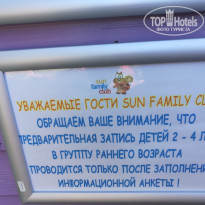 TOP HOTELS
ФОТО ТУРИСТА
sun
family
club
УВАЖАЕМЫЕ ГОСТИ SUN FAMILY CL
ОБРАЩАЕМ ВАШЕ ВНИМАНИЕ, ЧТО
ПРЕДВАРИТЕЛЬНАЯ ЗАПИСЬ ДЕТЕЙ 2 - 4 Л
В ГРУППУ РАННЕГО ВОЗРАСТА
ПРОВОДИТСЯ ТОЛЬКО ПОСЛЕ ЗАПОЛНЕНИ
ИНФОРМАЦИОННОЙ АНКЕТЫ !